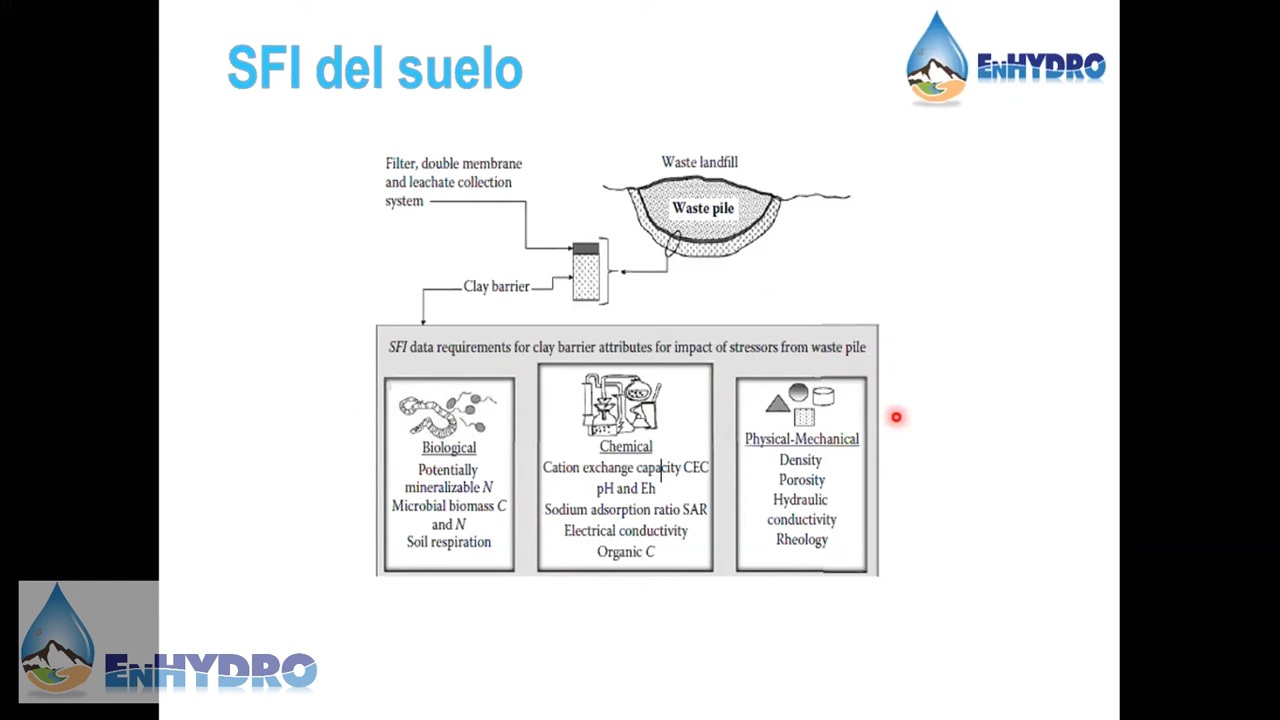 SFI del suelo
ENHYDRO
Filter, double membrane
and leachate collection
system
Waste landfill
Waste pile
Clay barrier
SFI data requirements for clay barrier attributes for impact of stressors from waste pile
Biological
Potentially
mineralizable N
Microbial biomass C
and N
Soil respiration
Chemical
Cation exchange capacity CEC
pH and Eh
Sodium adsorption ratio SAR
Electrical conductivity
Organic C
Physical-Mechanical
Density
Porosity
Hydraulic
conductivity
Rheology
ENHYDRO